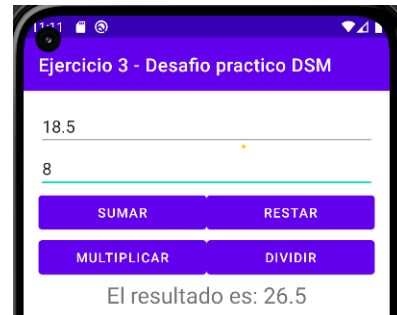 11:11
Ejercicio 3 - Desafio practico DSM
18.5
8
SUMAR RESTAR
MULTIPLICAR DIVIDIR
El resultado es: 26.5